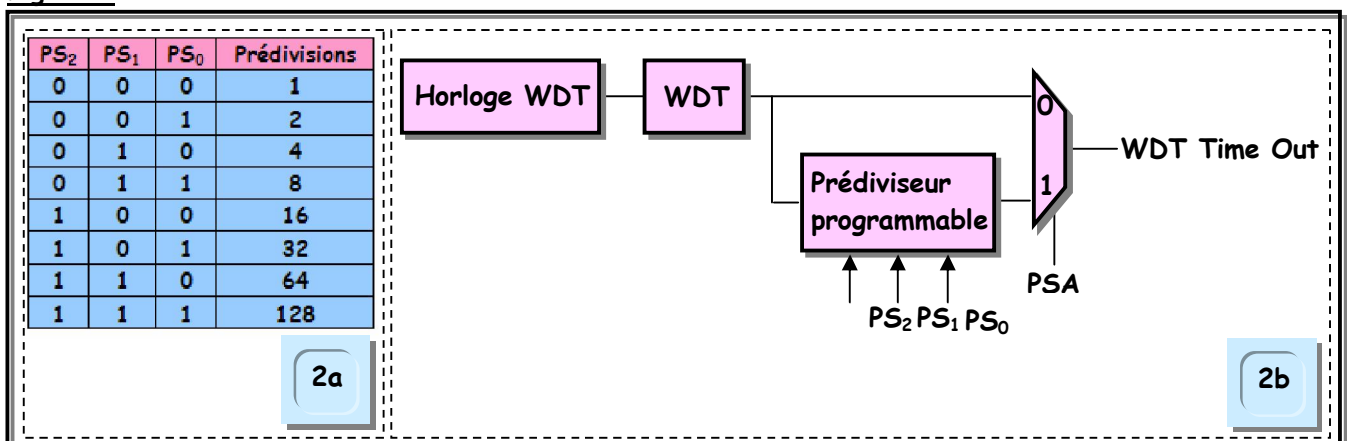 PS₂ PS₁ PS₀ Prédivisions
0 0 0 1
0 0 1 2
0 1 0 4
0 1 1 8
1 0 0 16
1 0 1 32
1 1 0 64
1 1 1 128
2a
Horloge WDT
WDT
0
WDT Time Out
Prédiviseur
programmable
1
PSA
PS₂ PS₁ PS₀
2b